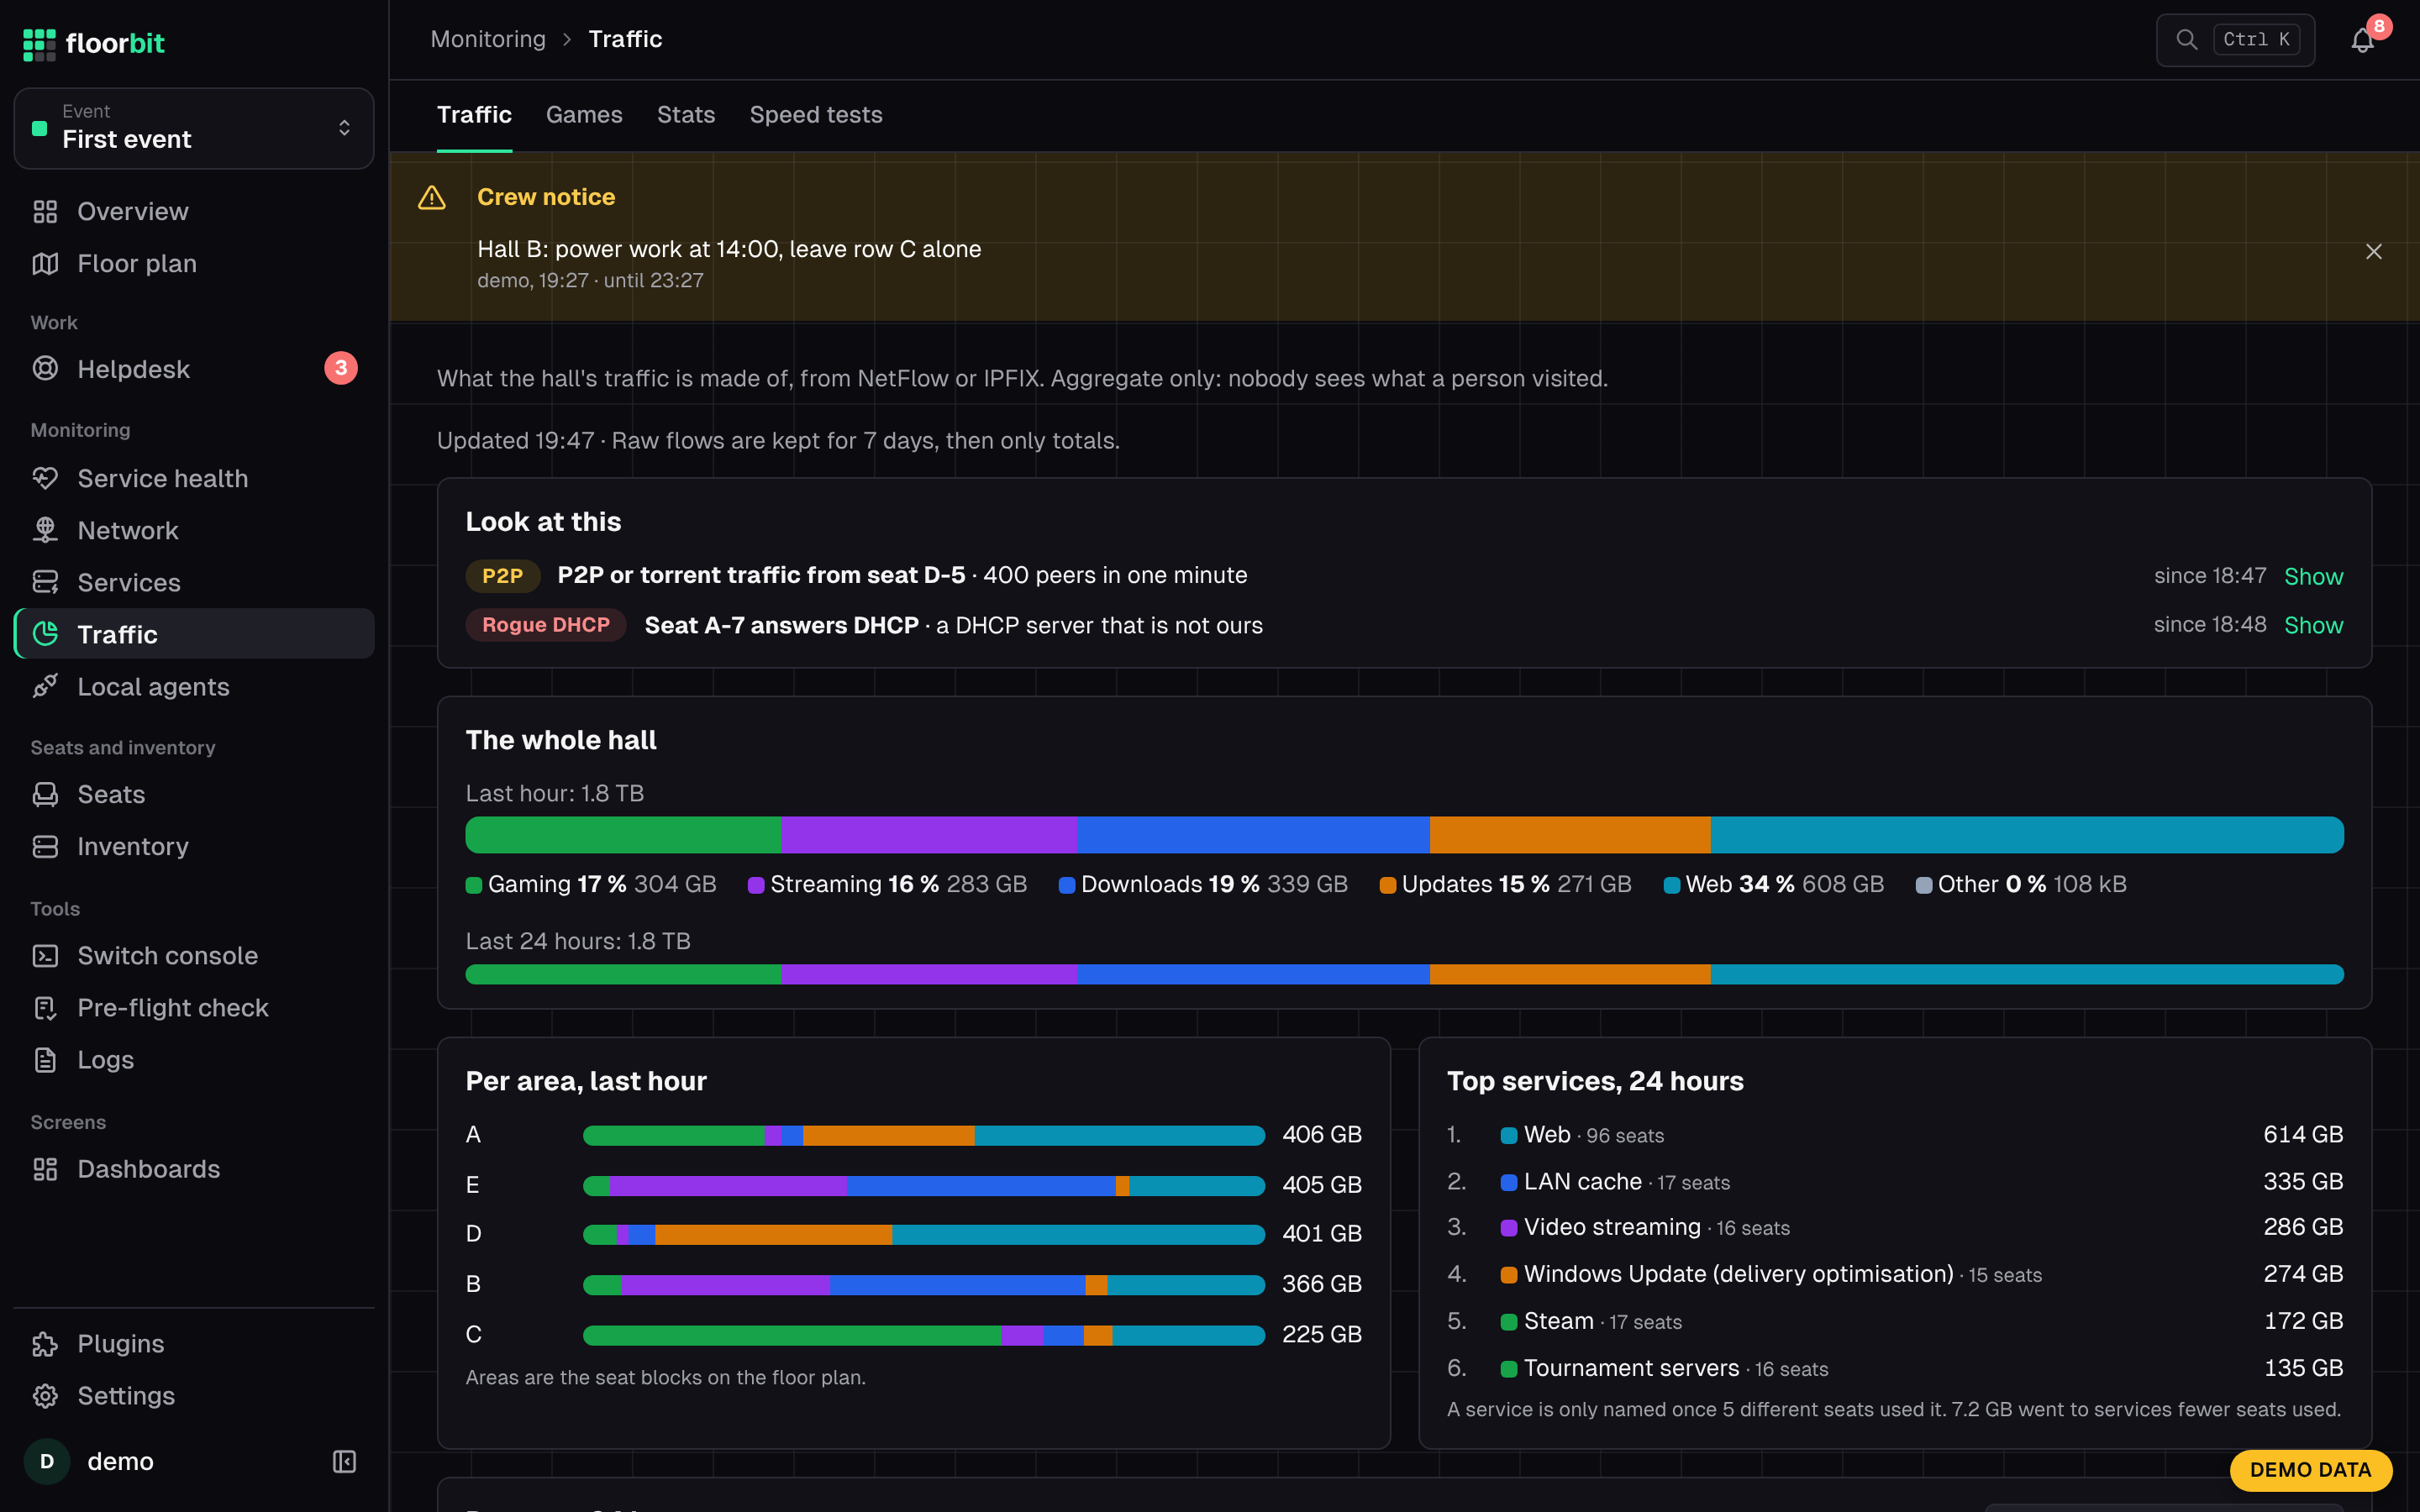 floorbit
Event
First event
Overview
Floor plan
Work
Helpdesk 3
Monitoring
Service health
Network
Services
Traffic
Local agents
Seats and inventory
Seats
Inventory
Tools
Switch console
Pre-flight check
Logs
Screens
Dashboards
Plugins
Settings
D demo
Monitoring > Traffic
Ctrl K
8
Traffic Games Stats Speed tests
Crew notice
Hall B: power work at 14:00, leave row C alone
demo, 19:27 · until 23:27
What the hall's traffic is made of, from NetFlow or IPFIX. Aggregate only: nobody sees what a person visited.
Updated 19:47 · Raw flows are kept for 7 days, then only totals.
Look at this
P2P P2P or torrent traffic from seat D-5 · 400 peers in one minute since 18:47 Show
Rogue DHCP Seat A-7 answers DHCP · a DHCP server that is not ours since 18:48 Show
The whole hall
Last hour: 1.8 TB
Gaming 17 % 304 GB Streaming 16 % 283 GB Downloads 19 % 339 GB Updates 15 % 271 GB Web 34 % 608 GB Other 0 % 108 kB
Last 24 hours: 1.8 TB
Per area, last hour
A 406 GB
E 405 GB
D 401 GB
B 366 GB
C 225 GB
Areas are the seat blocks on the floor plan.
Top services, 24 hours
1. Web · 96 seats 614 GB
2. LAN cache · 17 seats 335 GB
3. Video streaming · 16 seats 286 GB
4. Windows Update (delivery optimisation) · 15 seats 274 GB
5. Steam · 17 seats 172 GB
6. Tournament servers · 16 seats 135 GB
A service is only named once 5 different seats used it. 7.2 GB went to services fewer seats used.
DEMO DATA